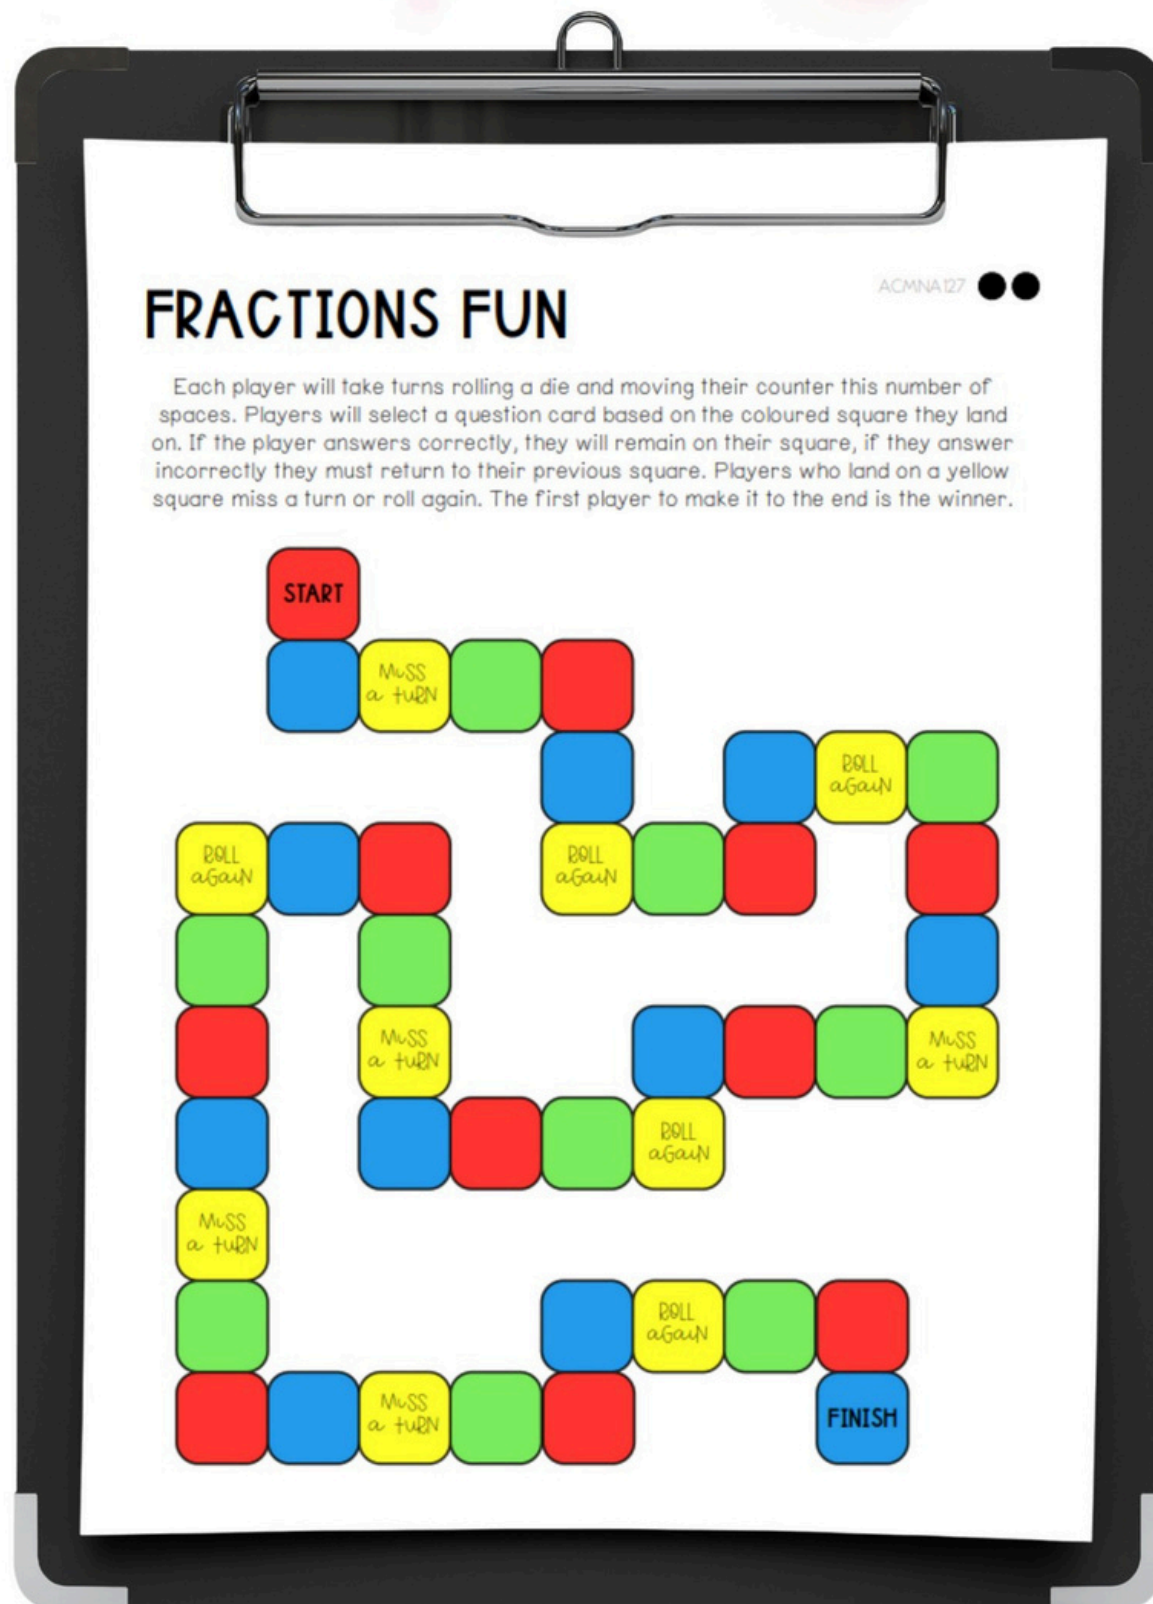 FRACTIONS FUN
ACMNA127
Each player will take turns rolling a die and moving their counter this number of
spaces. Players will select a question card based on the coloured square they land
on. If the player answers correctly, they will remain on their square, if they answer
incorrectly they must return to their previous square. Players who land on a yellow
square miss a turn or roll again. The first player to make it to the end is the winner.
START
MISS
a tURN
ROLL
aGaiN
ROLL
aGaiN
ROLL
aGaiN
MISS
a tURN
MISS
a tURN
ROLL
aGaiN
MISS
a tURN
ROLL
aGaiN
MISS
a tURN
FINISH